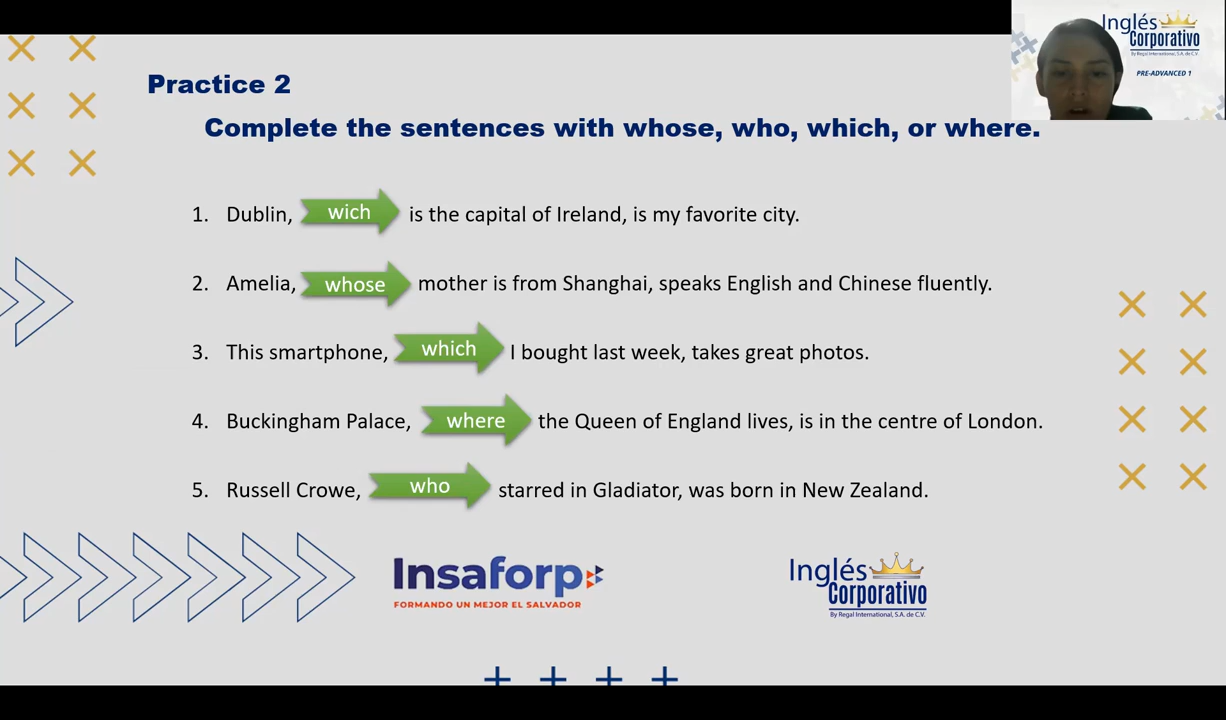 Inglés
Corporativo
By Regal International, S.A. de C.V.
PRE-ADVANCED 1
Practice 2
Complete the sentences with whose, who, which, or where.
1. Dublin, wich is the capital of Ireland, is my favorite city.
2. Amelia, whose mother is from Shanghai, speaks English and Chinese fluently.
3. This smartphone, which I bought last week, takes great photos.
4. Buckingham Palace, where the Queen of England lives, is in the centre of London.
5. Russell Crowe, who starred in Gladiator, was born in New Zealand.
Insaforp
FORMANDO UN MEJOR EL SALVADOR
Inglés
Corporativo
By Regal International, S.A. de C.V.